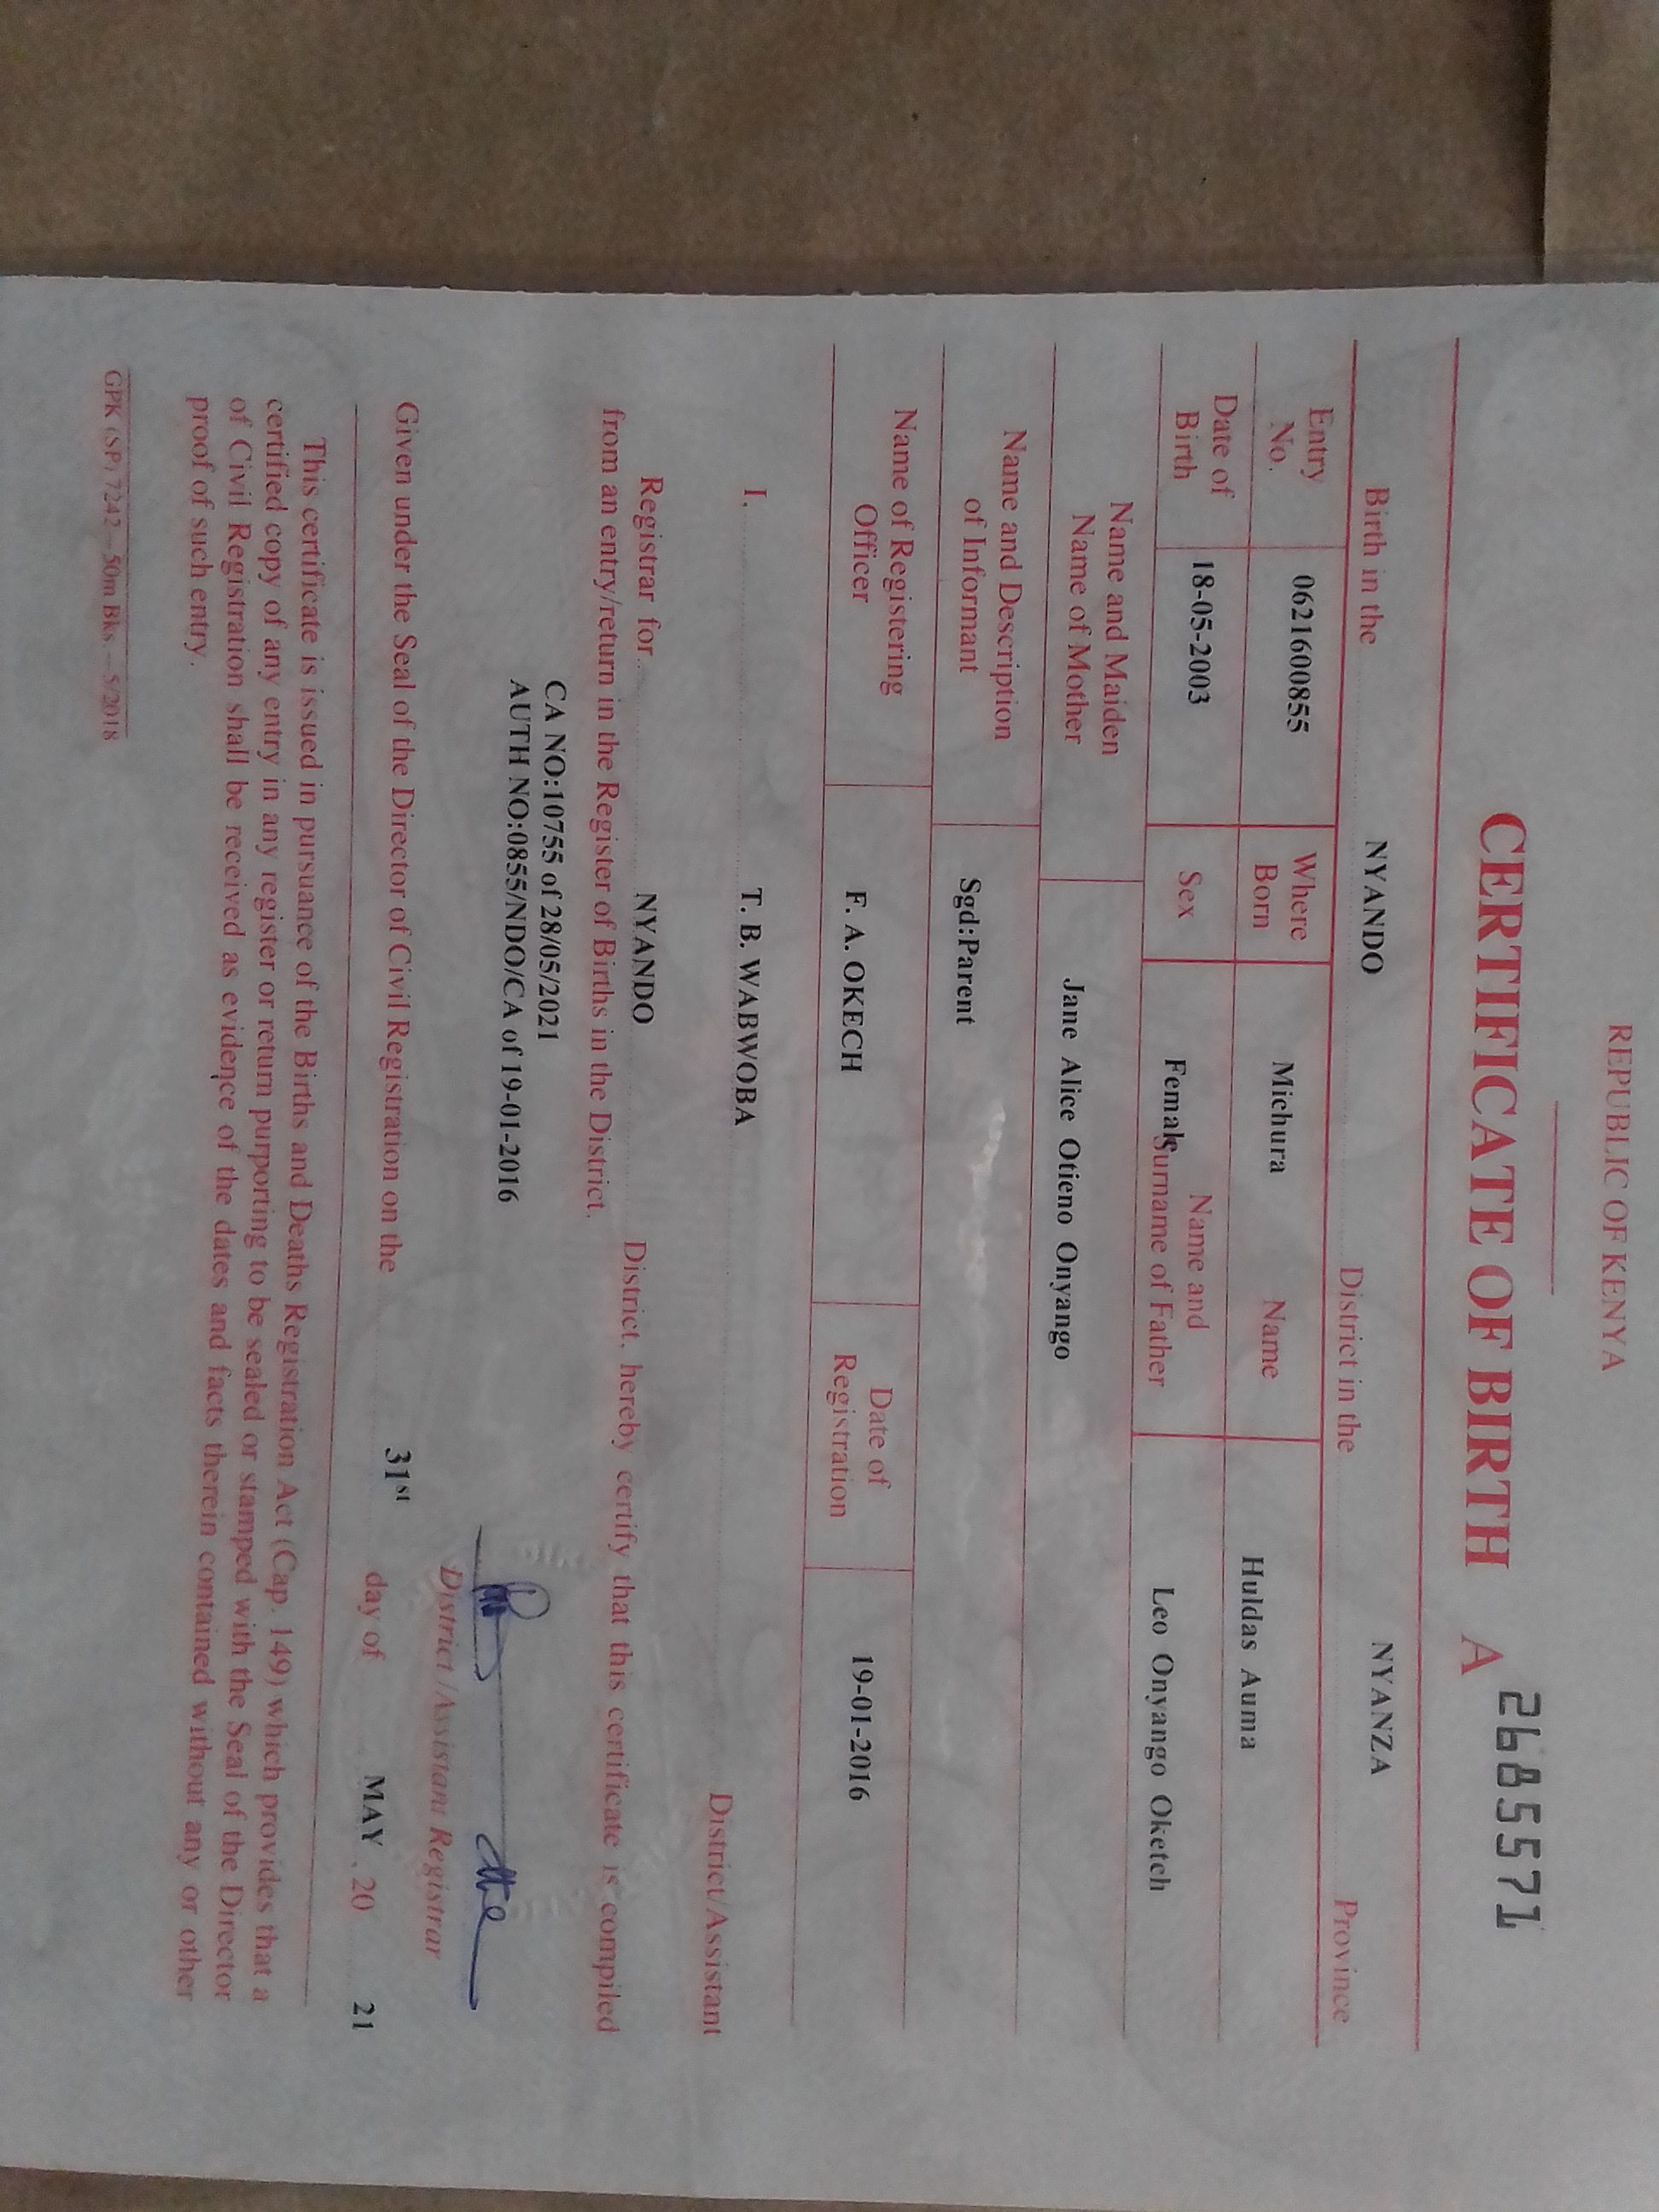 REPUBLIC OF KENYA
CERTIFICATE OF BIRTH A 2685571
Birth in the NYANDO District in the NYANZA Province
Entry No. 0621600855 Where Born Michura Name Huldas Auma
Date of Birth 18-05-2003 Sex Female Name and Surname of Father Leo Onyango Oketch
Name and Maiden Name of Mother Jane Alice Otieno Onyango
Name and Description of Informant Sgd:Parent
Name of Registering Officer F. A. OKECH Date of Registration 19-01-2016
I, T. B. WABWOBA District/Assistant
Registrar for NYANDO District, hereby certify that this certificate is compiled
from an entry/return in the Register of Births in the District.
CA NO:10755 of 28/05/2021
AUTH NO:0855/NDO/CA of 19-01-2016
District/Assistant Registrar
Given under the Seal of the Director of Civil Registration on the 31st day of MAY, 20 21
This certificate is issued in pursuance of the Births and Deaths Registration Act (Cap. 149) which provides that a
certified copy of any entry in any register or return purporting to be sealed or stamped with the Seal of the Director
of Civil Registration shall be received as evidence of the dates and facts therein contained without any or other
proof of such entry.
GPK (SP) 7242—50m Bks.—5/2018